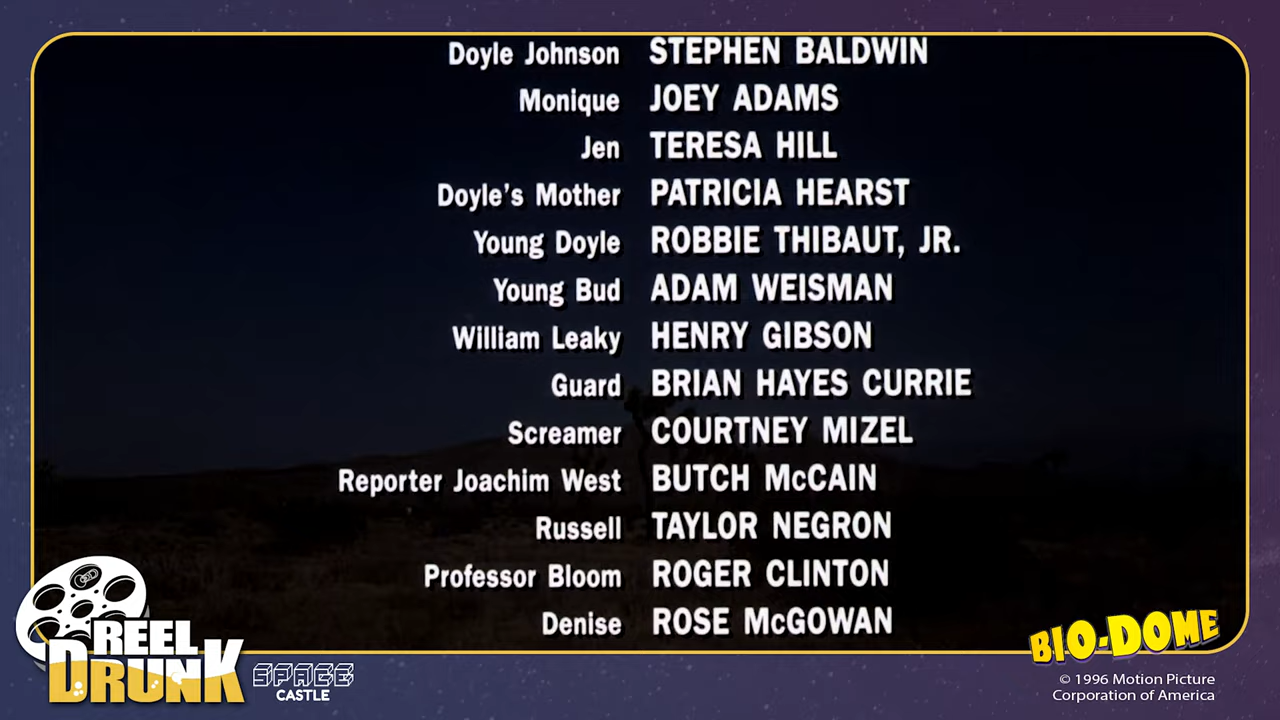 Doyle Johnson STEPHEN BALDWIN
Monique JOEY ADAMS
Jen TERESA HILL
Doyle's Mother PATRICIA HEARST
Young Doyle ROBBIE THIBAUT, JR.
Young Bud ADAM WEISMAN
William Leaky HENRY GIBSON
Guard BRIAN HAYES CURRIE
Screamer COURTNEY MIZEL
Reporter Joachim West BUTCH McCAIN
Russell TAYLOR NEGRON
Professor Bloom ROGER CLINTON
Denise ROSE McGOWAN
REEL
DRUNK
SPACE
CASTLE
BIO-DOME
© 1996 Motion Picture
Corporation of America